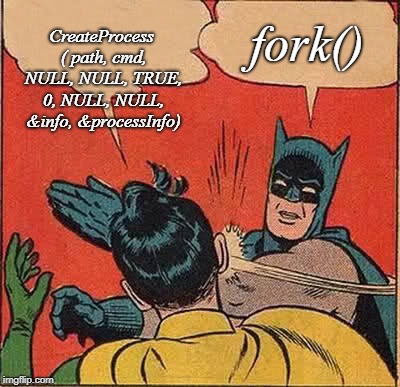 CreateProcess
( path, cmd,
NULL, NULL, TRUE,
0, NULL, NULL,
&info, &processInfo)
fork()
imgflip.com